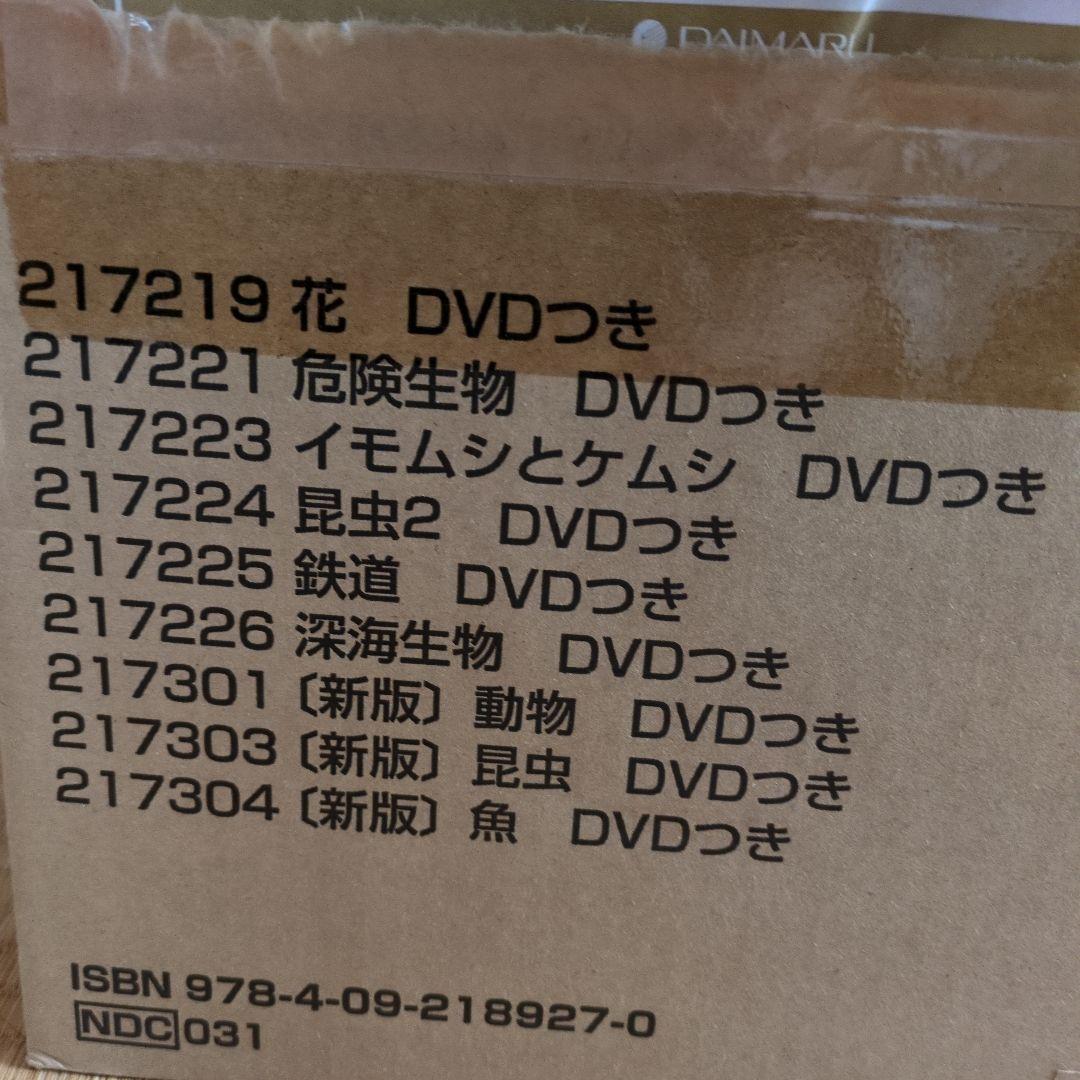 DAIMARU
217219 花　DVDつき
217221 危険生物　DVDつき
217223 イモムシとケムシ　DVDつき
217224 昆虫2　DVDつき
217225 鉄道　DVDつき
217226 深海生物　DVDつき
217301〔新版〕動物　DVDつき
217303〔新版〕昆虫　DVDつき
217304〔新版〕魚　DVDつき
ISBN 978-4-09-218927-0
NDC 031